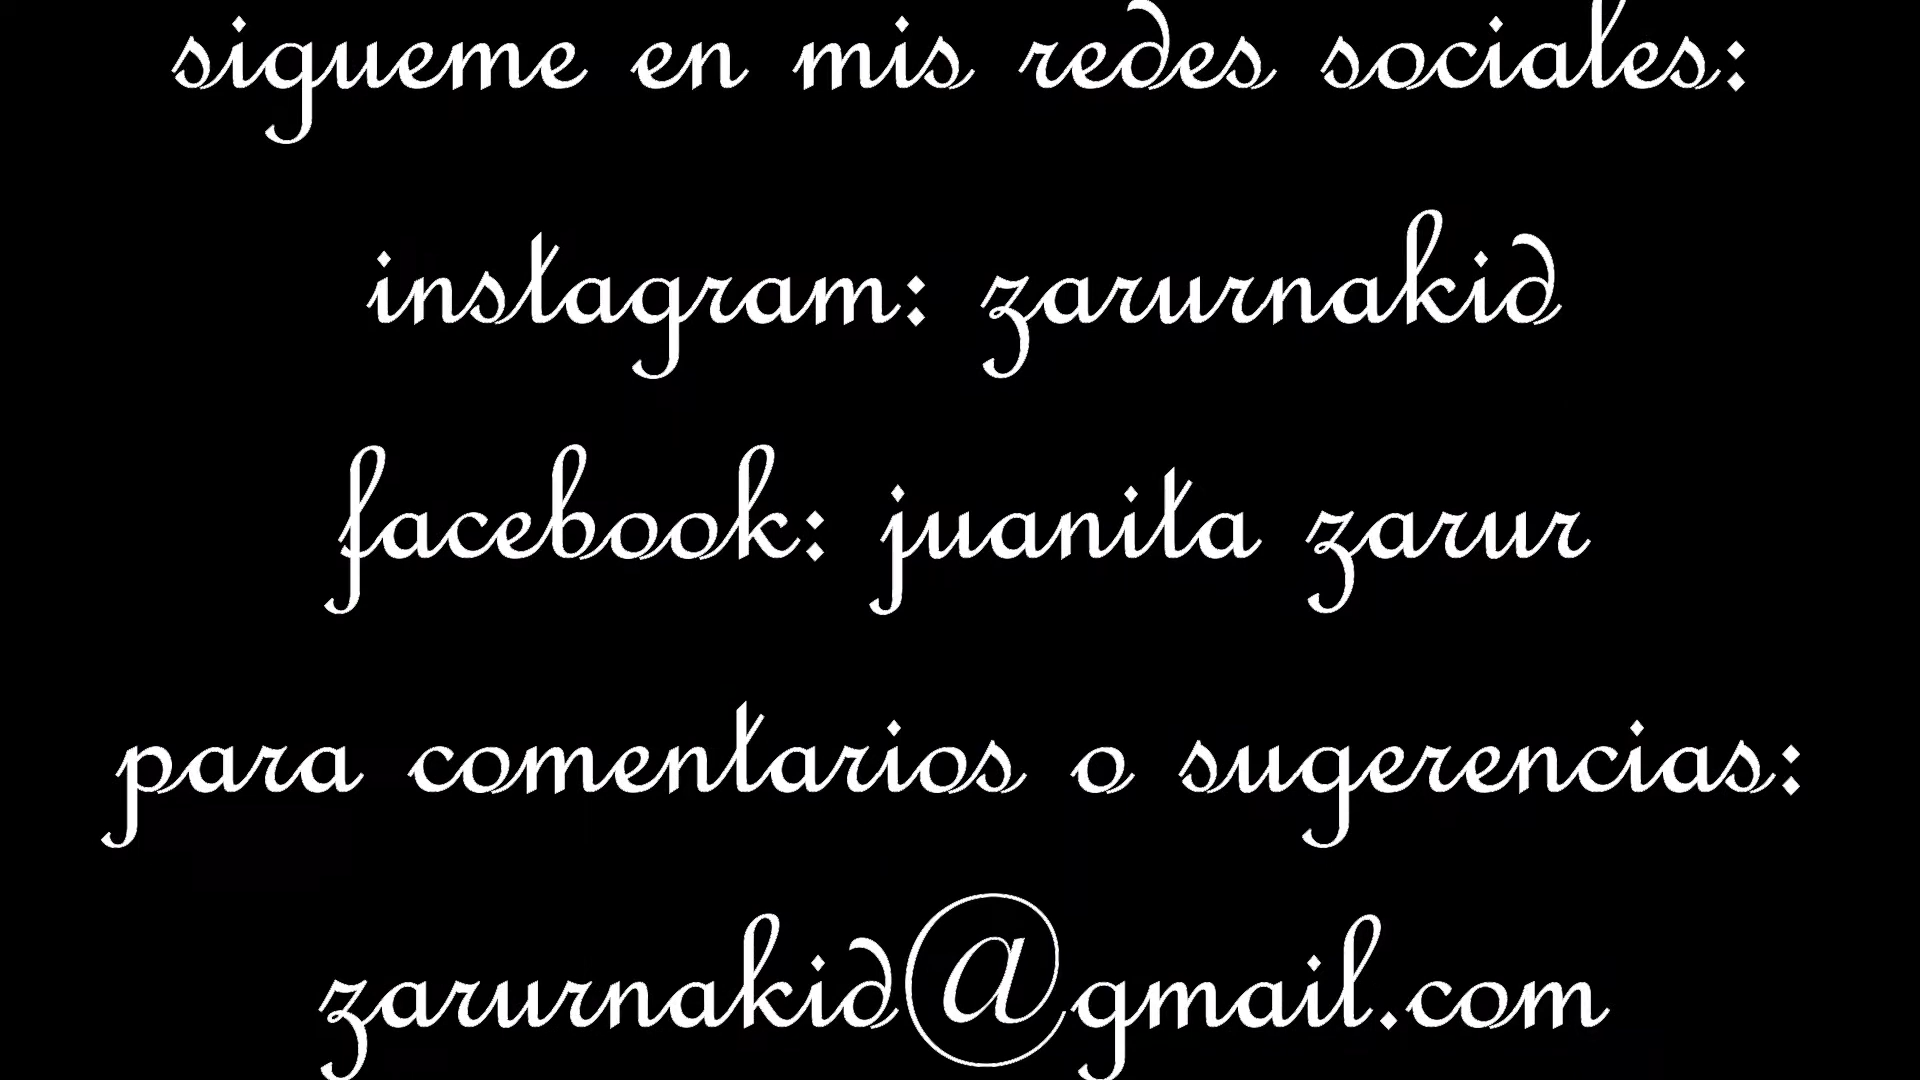 sigueme en mis redes sociales:
instagram: zarurnakid
facebook: juanita zarur
para comentarios o sugerencias:
zarurnakid@gmail.com